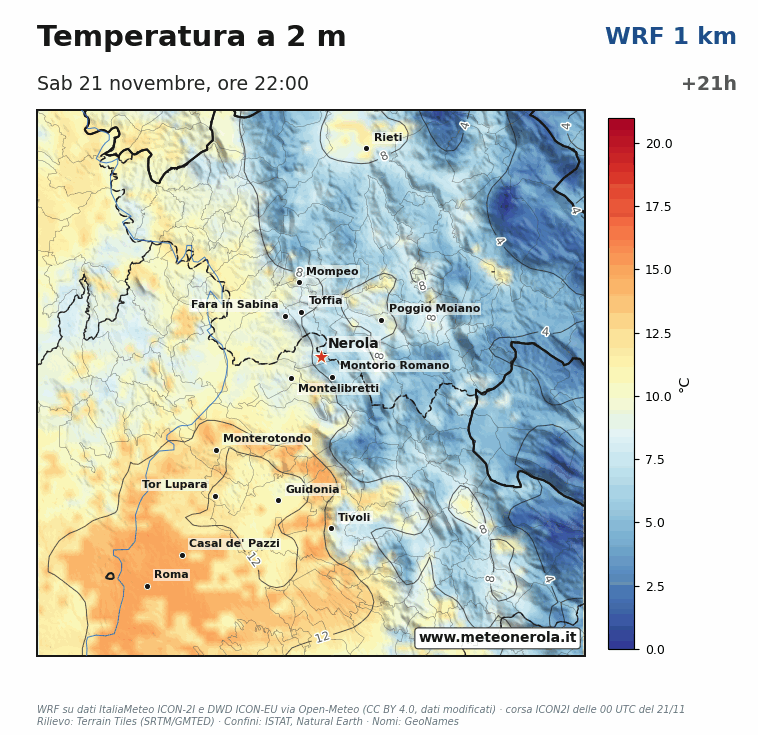 Temperatura a 2 m
WRF 1 km
Sab 21 novembre, ore 22:00
+21h
Rieti
Mompeo
Toffia
Fara in Sabina
Poggio Moiano
Nerola
Montorio Romano
Montelibretti
Monterotondo
Tor Lupara
Guidonia
Tivoli
Casal de' Pazzi
Roma
4
4
8
4
4
8
8
8
4
8
8
12
8
4
12
www.meteonerola.it
20.0
17.5
15.0
12.5
10.0
7.5
5.0
2.5
0.0
°C
WRF su dati ItaliaMeteo ICON-2I e DWD ICON-EU via Open-Meteo (CC BY 4.0, dati modificati) · corsa ICON2I delle 00 UTC del 21/11
Rilievo: Terrain Tiles (SRTM/GMTED) · Confini: ISTAT, Natural Earth · Nomi: GeoNames